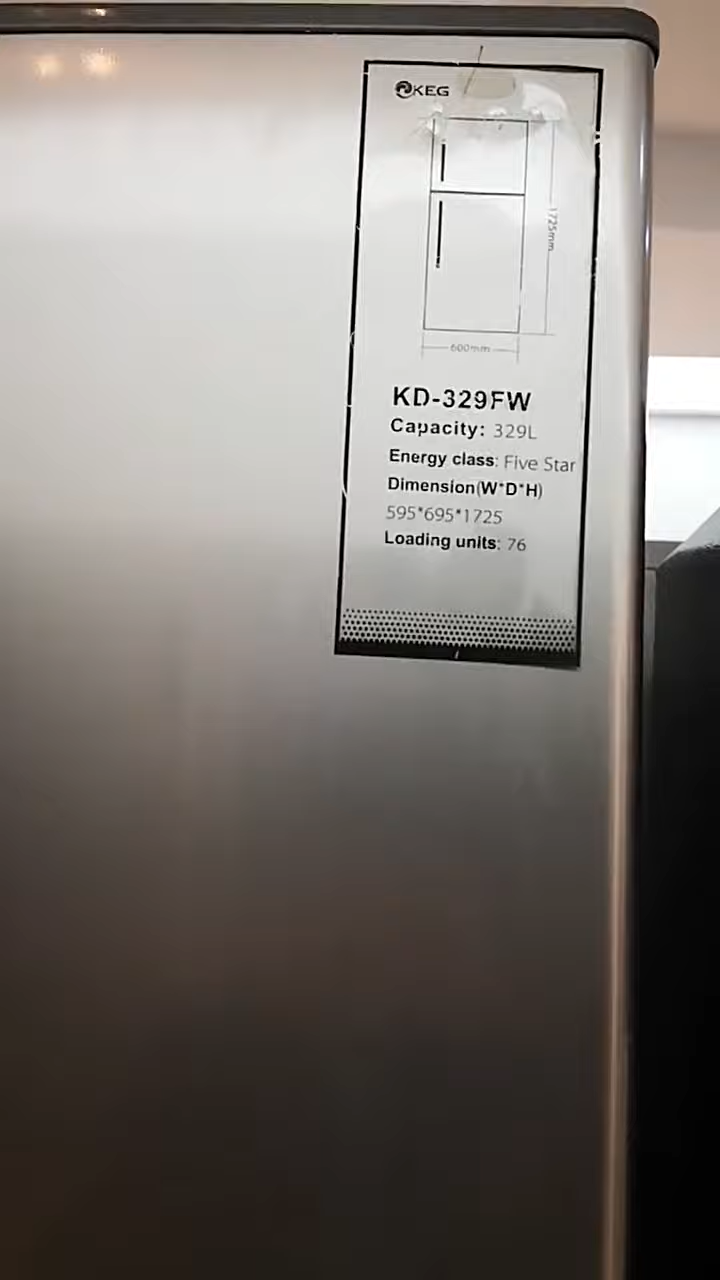 KEG
1725mm
600mm
KD-329FW
Capacity: 329L
Energy class: Five Star
Dimension(W*D*H)
595*695*1725
Loading units: 76